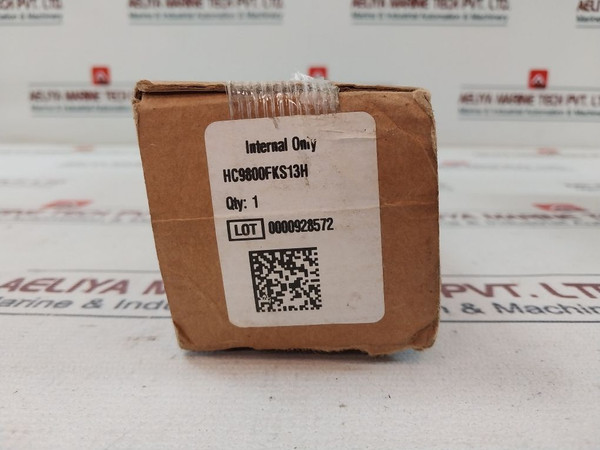 AELIYA MARINE TECH PVT. LTD.
Internal Only
HC9800FKS13H
Qty: 1
LOT 0000928572